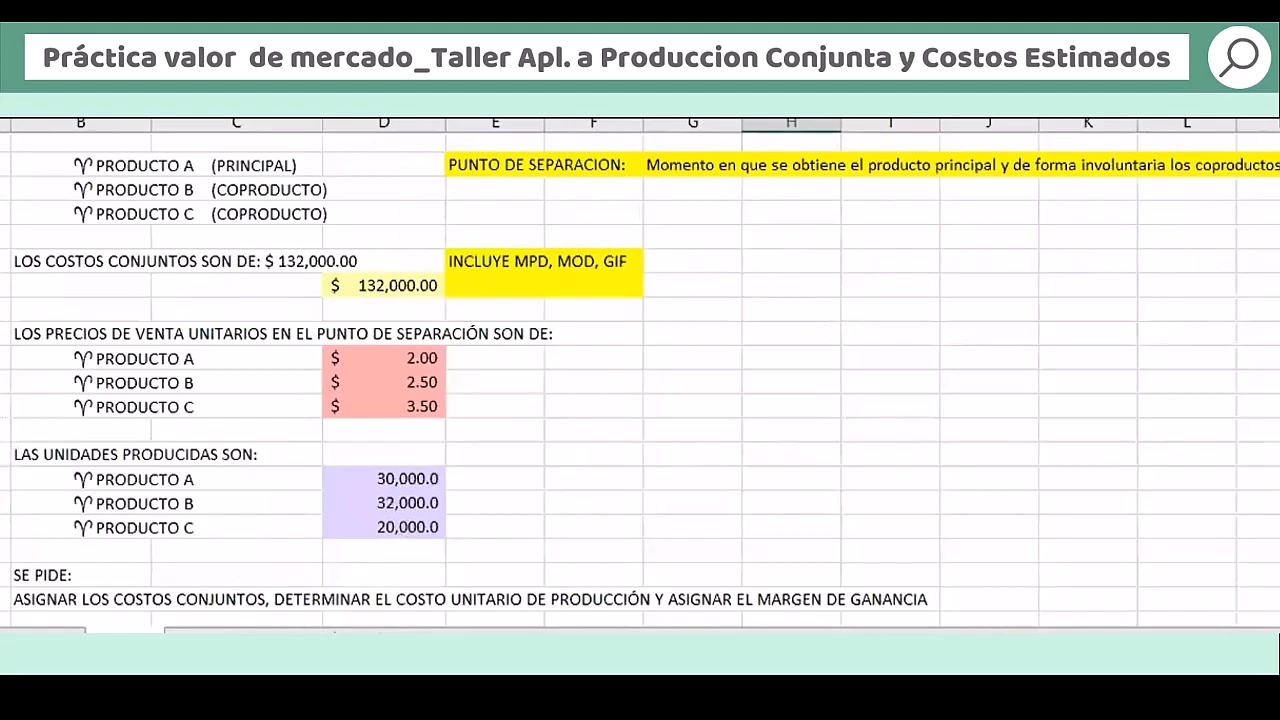 Práctica valor de mercado_Taller Apl. a Produccion Conjunta y Costos Estimados
B C D E F G H I J K L
♈ PRODUCTO A (PRINCIPAL) PUNTO DE SEPARACION: Momento en que se obtiene el producto principal y de forma involuntaria los coproductos
♈ PRODUCTO B (COPRODUCTO)
♈ PRODUCTO C (COPRODUCTO)
LOS COSTOS CONJUNTOS SON DE: $ 132,000.00 INCLUYE MPD, MOD, GIF
$ 132,000.00
LOS PRECIOS DE VENTA UNITARIOS EN EL PUNTO DE SEPARACIÓN SON DE:
♈ PRODUCTO A $ 2.00
♈ PRODUCTO B $ 2.50
♈ PRODUCTO C $ 3.50
LAS UNIDADES PRODUCIDAS SON:
♈ PRODUCTO A 30,000.0
♈ PRODUCTO B 32,000.0
♈ PRODUCTO C 20,000.0
SE PIDE:
ASIGNAR LOS COSTOS CONJUNTOS, DETERMINAR EL COSTO UNITARIO DE PRODUCCIÓN Y ASIGNAR EL MARGEN DE GANANCIA